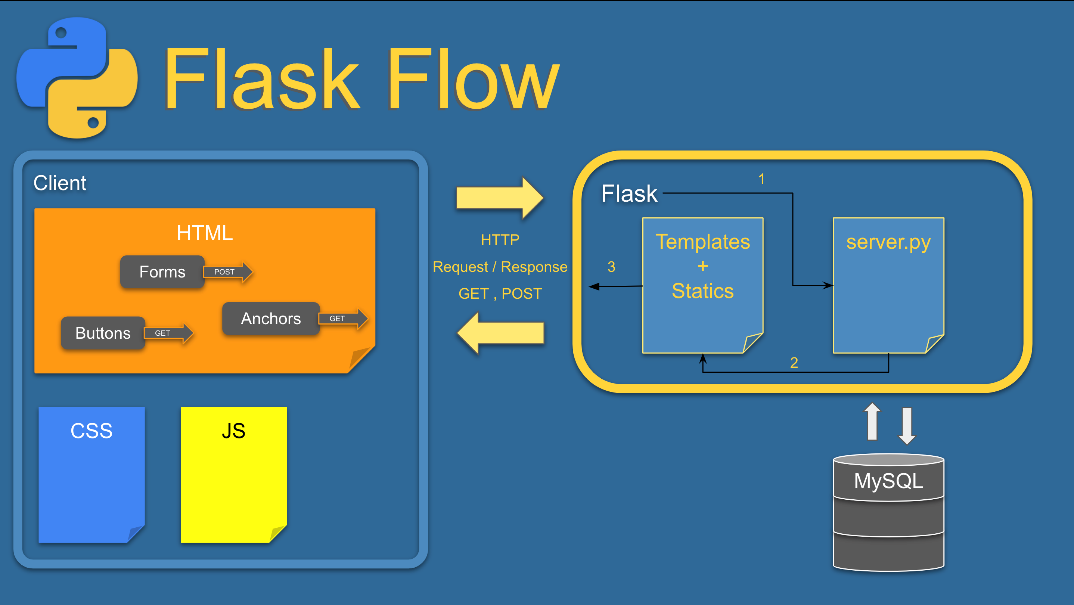 Flask Flow
Client
HTML
Forms
POST
Anchors
GET
Buttons
GET
CSS
JS
HTTP
Request / Response
GET , POST
Flask
1
Templates
+
Statics
server.py
3
2
MySQL